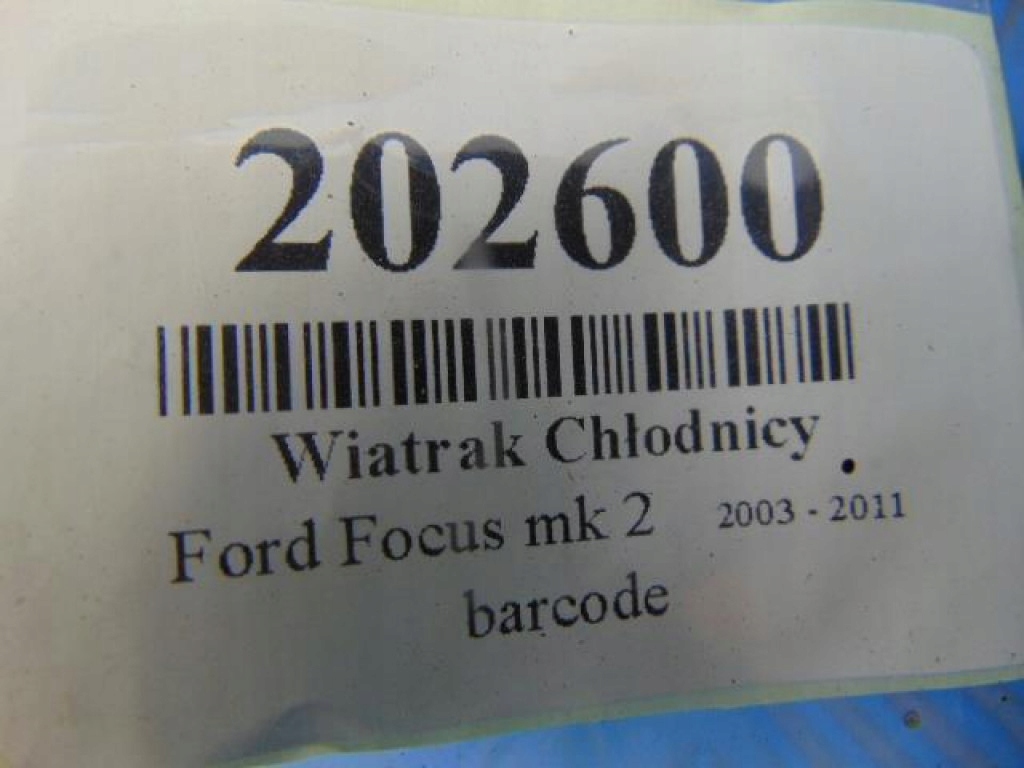 202600
Wiatrak Chłodnicy
Ford Focus mk 2 2003 - 2011
barcode